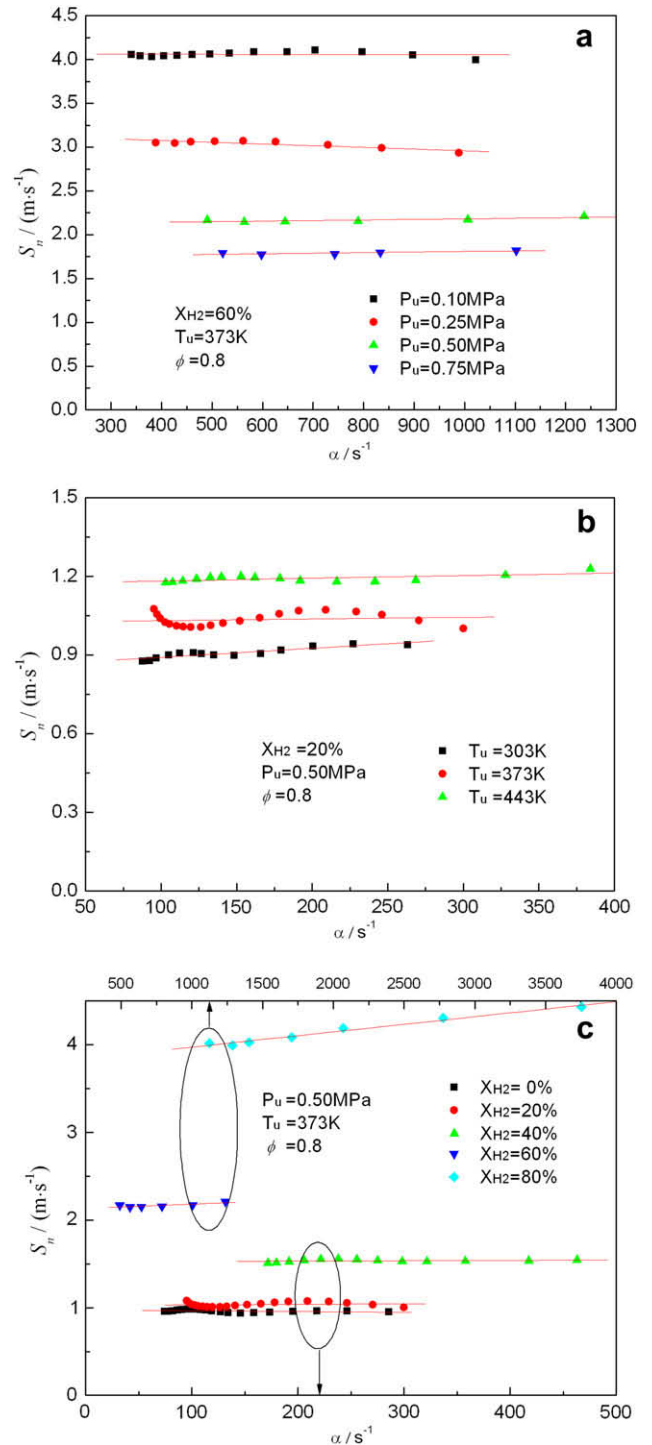 a
4.5
4.0
3.5
3.0
2.5
2.0
1.5
1.0
0.5
0.0
Sn / (m·s-1)
XH2=60%
Tu=373K
ϕ=0.8
Pu=0.10MPa
Pu=0.25MPa
Pu=0.50MPa
Pu=0.75MPa
300 400 500 600 700 800 900 1000 1100 1200 1300
α / s-1
b
1.5
1.2
0.9
0.6
0.3
0.0
Sn / (m·s-1)
XH2 =20%
Pu=0.50MPa
ϕ =0.8
Tu =303K
Tu =373K
Tu =443K
50 100 150 200 250 300 350 400
α / s-1
500 1000 1500 2000 2500 3000 3500 4000
c
4
3
2
1
0
Sn / (m·s-1)
Pu=0.50MPa
Tu =373K
ϕ =0.8
XH2= 0%
XH2=20%
XH2=40%
XH2=60%
XH2=80%
0 100 200 300 400 500
α / s-1